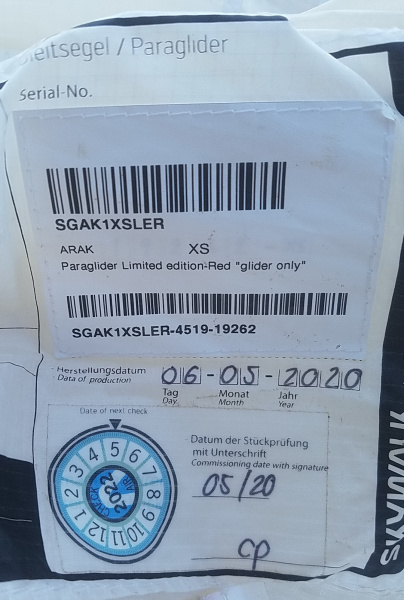 Gleitsegel / Paraglider
Serial-No.
SGAK1XSLER
ARAK XS
Paraglider Limited edition-Red "glider only"
SGAK1XSLER-4519-19262
Herstellungsdatum
Data of production
06-05-2020
Tag Monat Jahr
Day Month Year
Date of next check
1 2 3 4 5 6 7 8 9 10 11 12
CHECK
2022
AIR
Datum der Stückprüfung
mit Unterschrift
Commissioning date with signature
05/20
cp
SKYWALK